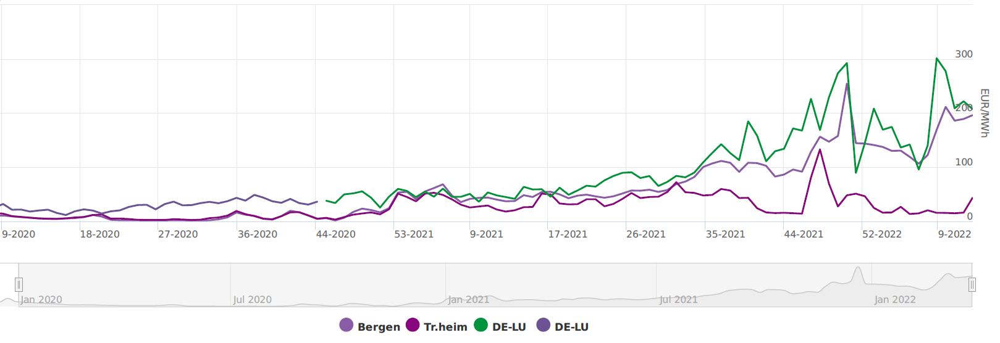 300
200
100
0
EUR/MWh
9-2020 18-2020 27-2020 36-2020 44-2020 53-2021 9-2021 17-2021 26-2021 35-2021 44-2021 52-2022 9-2022
Jan 2020 Jul 2020 Jan 2021 Jul 2021 Jan 2022
Bergen Tr.heim DE-LU DE-LU